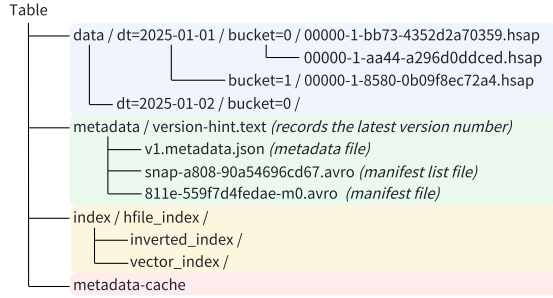 Table
data / dt=2025-01-01 / bucket=0 / 00000-1-bb73-4352d2a70359.hsap
00000-1-aa44-a296d0ddced.hsap
bucket=1 / 00000-1-8580-0b09f8ec72a4.hsap
dt=2025-01-02 / bucket=0 /
metadata / version-hint.text (records the latest version number)
v1.metadata.json (metadata file)
snap-a808-90a54696cd67.avro (manifest list file)
811e-559f7d4fedae-m0.avro (manifest file)
index / hfile_index /
inverted_index /
vector_index /
metadata-cache